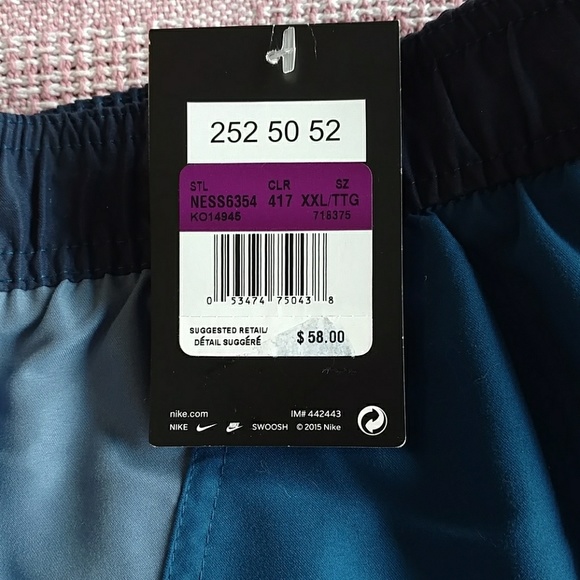 252 50 52
STL CLR SZ
NESS6354 417 XXL/TTG
KO14945 718375
0 53474 75043 8
SUGGESTED RETAIL/
DÉTAIL SUGGÉRÉ
$ 58.00
nike.com IM# 442443
NIKE SWOOSH © 2015 Nike